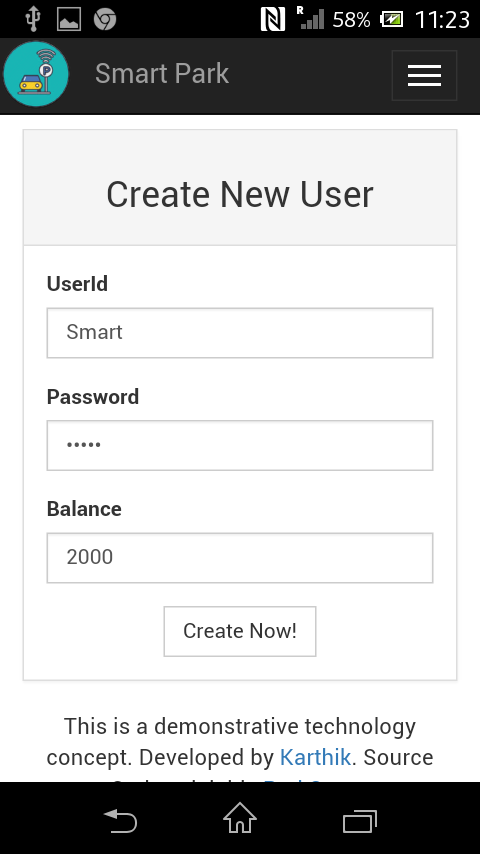 R 58% 11:23
P Smart Park
Create New User
UserId
Smart
Password
•••••
Balance
2000
Create Now!
This is a demonstrative technology
concept. Developed by Karthik. Source